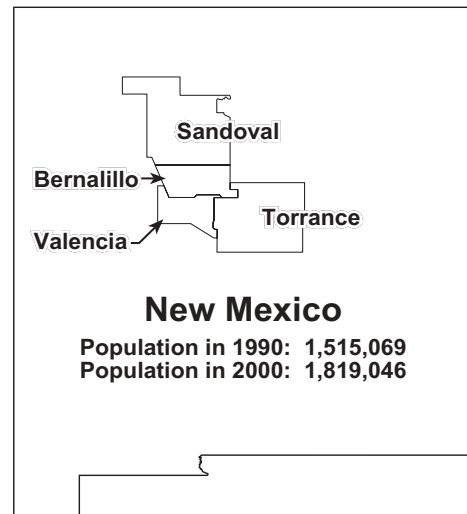 Sandoval
Bernalillo
Torrance
Valencia
New Mexico
Population in 1990: 1,515,069
Population in 2000: 1,819,046